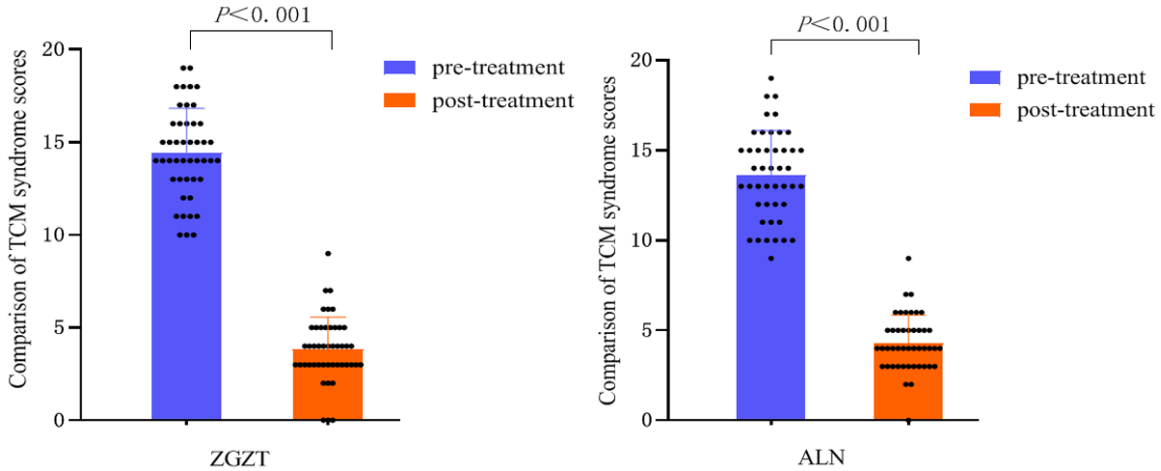 P<0.001
Comparison of TCM syndrome scores
20
15
10
5
0
pre-treatment
post-treatment
ZGZT
P<0.001
Comparison of TCM syndrome scores
20
15
10
5
0
pre-treatment
post-treatment
ALN